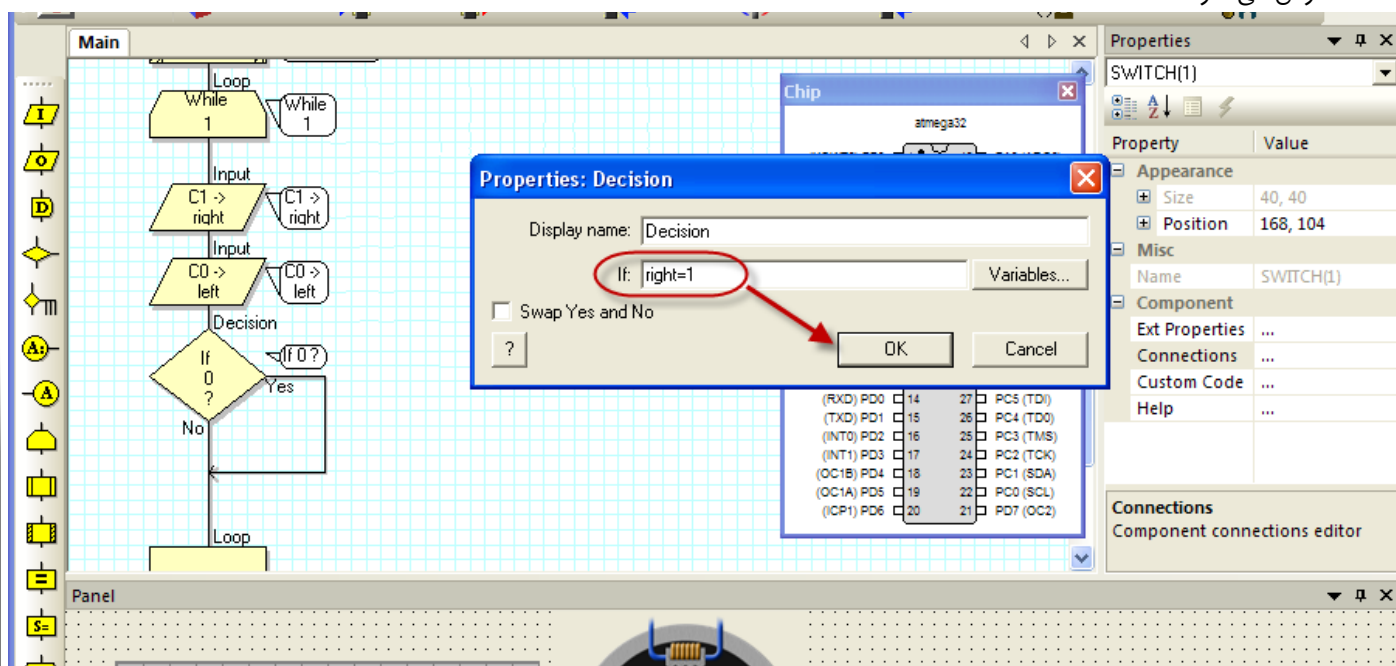 Main
Loop
While
1
While
1
Input
C1 ->
right
C1 ->
right
Input
C0 ->
left
C0 ->
left
Decision
If
0
?
If 0 ?
Yes
No
Loop
Chip
atmega32
(RXD) PD0 14 27 PC5 (TDI)
(TXD) PD1 15 26 PC4 (TD0)
(INT0) PD2 16 25 PC3 (TMS)
(INT1) PD3 17 24 PC2 (TCK)
(OC1B) PD4 18 23 PC1 (SDA)
(OC1A) PD5 19 22 PC0 (SCL)
(ICP1) PD6 20 21 PD7 (OC2)
Properties: Decision
Display name: Decision
If: right=1 Variables...
Swap Yes and No
? OK Cancel
Properties
SWITCH(1)
Property Value
Appearance
Size 40, 40
Position 168, 104
Misc
Name SWITCH(1)
Component
Ext Properties ...
Connections ...
Custom Code ...
Help ...
Connections
Component connections editor
I
O
D
A:
A
=
S=
Panel